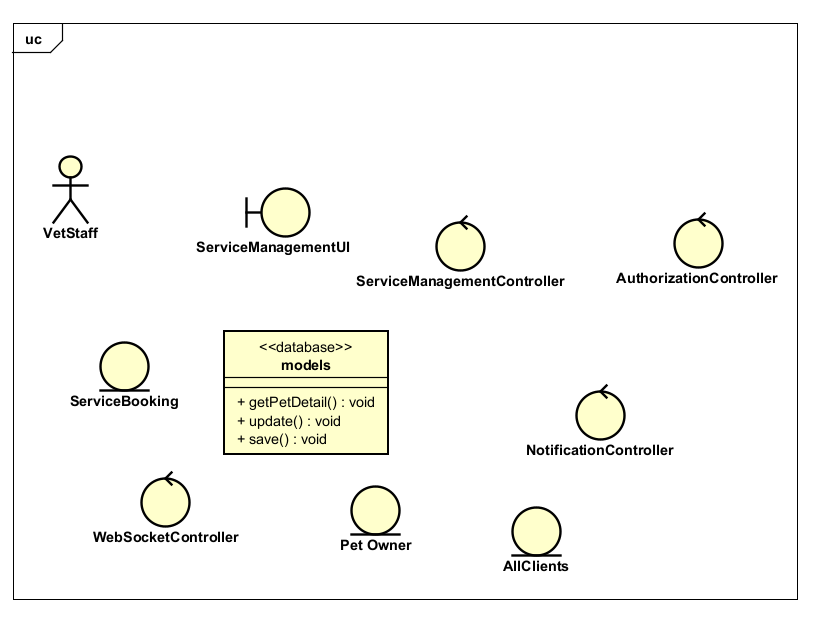 uc
VetStaff
ServiceManagementUI
ServiceManagementController
AuthorizationController
ServiceBooking
<<database>>
models
+ getPetDetail() : void
+ update() : void
+ save() : void
NotificationController
WebSocketController
Pet Owner
AllClients